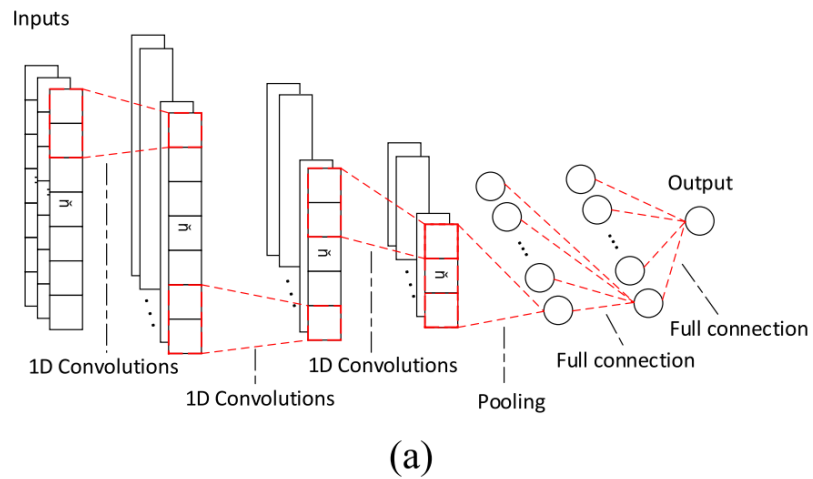 Inputs
Output
Full connection
1D Convolutions
1D Convolutions
Full connection
1D Convolutions
Pooling
(a)